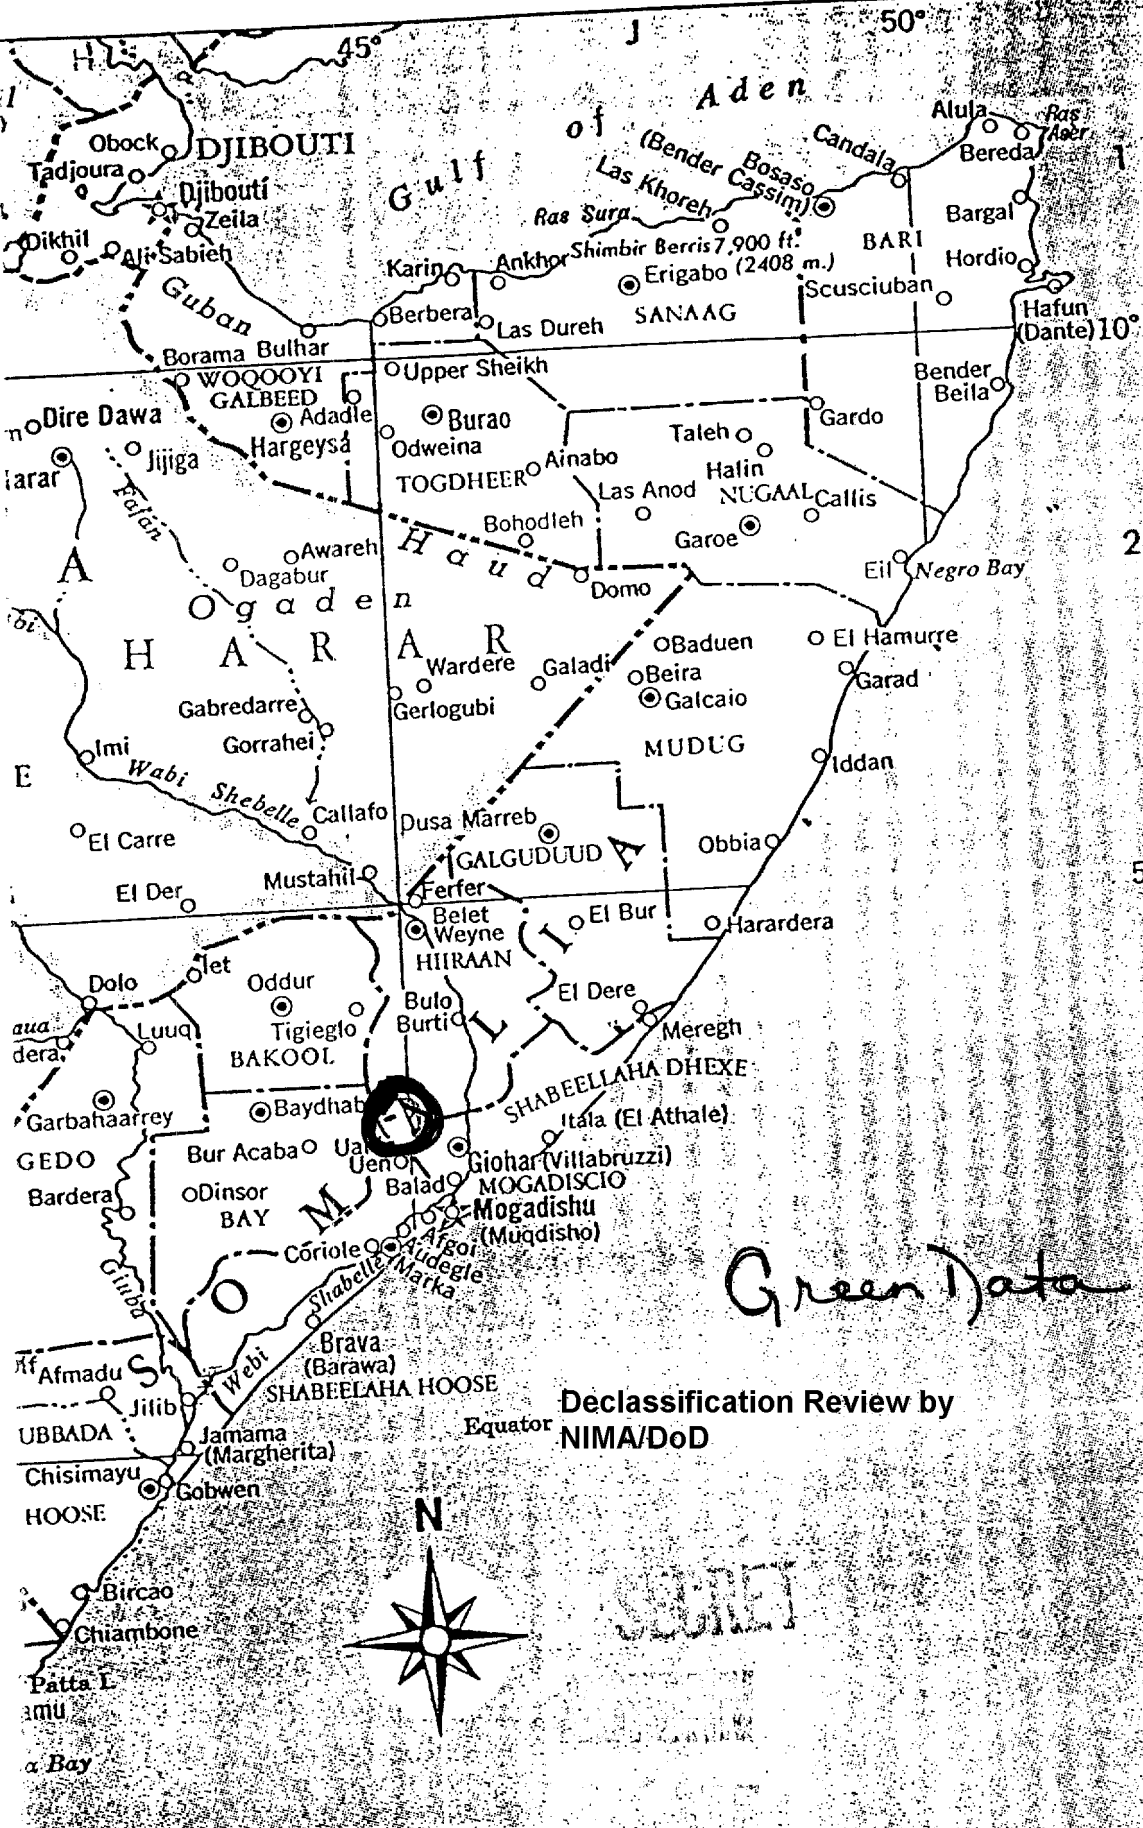 45°
J
50°
H
Gulf of Aden
Alula
Ras
Aser
Bereda
Candala
Bosaso
(Bender Cassim)
Las Khoreh
Obock
DJIBOUTI
Tadjoura
Djibouti
Zeila
Dikhil
Ali Sabieh
Ras Sura
Bargal
1
BARI
Shimbir Berris 7,900 ft.
(2408 m.)
Karin
Ankhor
Erigabo
Hordio
Scusciuban
Guban
Berbera
Las Dureh
SANAAG
Hafun
(Dante)
10°
Borama
Bulhar
WOQOOYI
GALBEED
Upper Sheikh
Bender
Beila
Dire Dawa
Adadle
Burao
Gardo
Hargeysa
Odweina
Taleh
Jijiga
Ainabo
Halin
TOGDHEER
Las Anod
NUGAAL
Callis
Fafan
Bohodleh
Garoe
Awareh
Haud
2
A
Dagabur
Domo
Eil
Negro Bay
Ogaden
HARAR
Baduen
El Hamurre
Wardere
Galadi
Beira
Garad
Gabredarre
Gerlogubi
Galcaio
Gorrahei
MUDUG
Imi
Iddan
E
Wabi Shebelle
Callafo
Dusa Marreb
El Carre
GALGUDUUD
Obbia
Mustahil
El Der
Ferfer
5
Belet
Weyne
El Bur
Harardera
HIIRAAN
Iet
Dolo
Oddur
El Dere
Bulo
Burti
Tigieglo
Luuq
Meregh
BAKOOL
SHABEELLAHA DHEXE
Baydhab
Garbahaarrey
Itala (El Athale)
GEDO
Bur Acaba
Uen
Giohar (Villabruzzi)
Balad
MOGADISCIO
Bardera
Dinsor
BAY
Mogadishu
(Muqdisho)
Afgoi
Coriole
Audegle
Marka
Giuba
Webi Shabelle
Green Data
SOMALIA
Brava
(Barawa)
Afmadu
SHABEELAHA HOOSE
Jilib
Declassification Review by
NIMA/DoD
UBBADA
Equator
Jamama
(Margherita)
Chisimayu
Gobwen
HOOSE
N
SECRET
Bircao
Chiambone
Patta I.